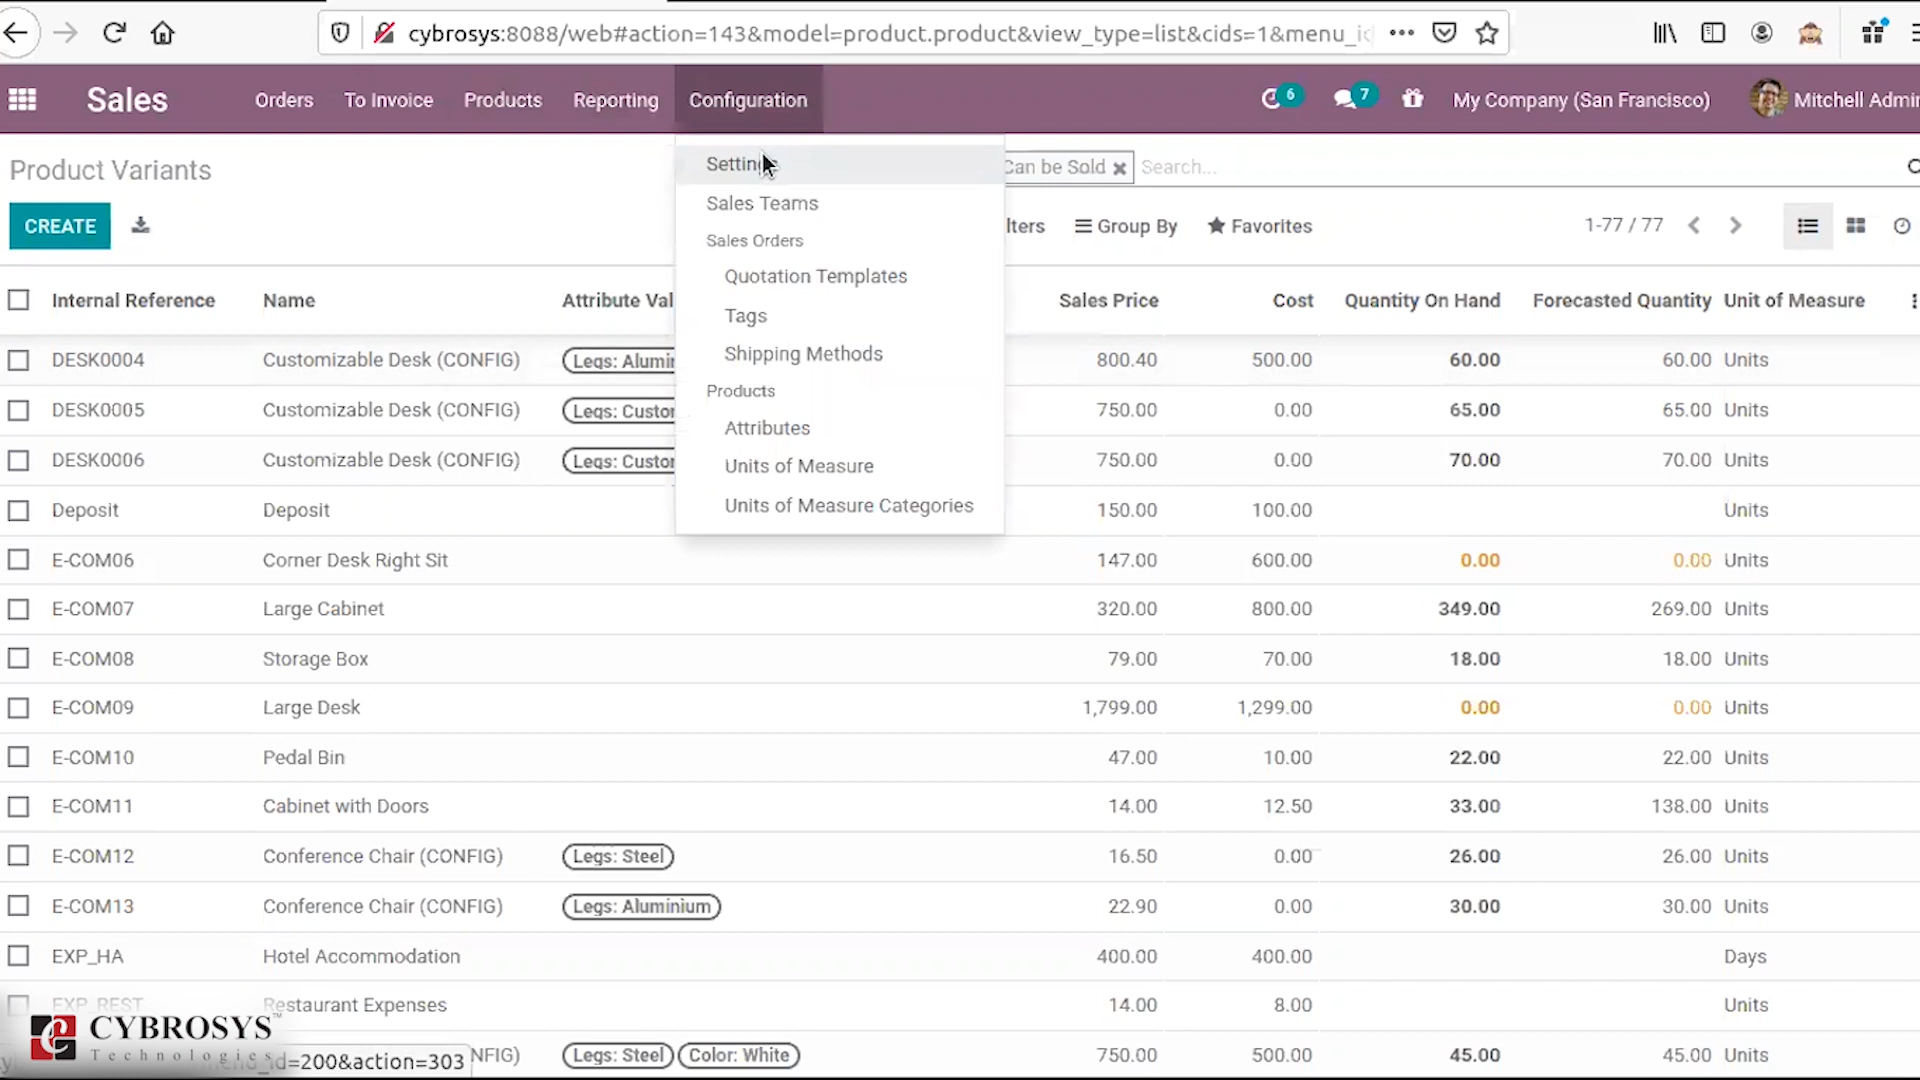 cybrosys:8088/web#action=143&model=product.product&view_type=list&cids=1&menu_ic
Sales Orders To Invoice Products Reporting Configuration 6 7 My Company (San Francisco) Mitchell Admin
Product Variants Can be Sold Search...
CREATE lters Group By Favorites 1-77 / 77
Settings
Sales Teams
Sales Orders
Quotation Templates
Tags
Shipping Methods
Products
Attributes
Units of Measure
Units of Measure Categories
Internal Reference Name Attribute Val Sales Price Cost Quantity On Hand Forecasted Quantity Unit of Measure
DESK0004 Customizable Desk (CONFIG) Legs: Alumin 800.40 500.00 60.00 60.00 Units
DESK0005 Customizable Desk (CONFIG) Legs: Custor 750.00 0.00 65.00 65.00 Units
DESK0006 Customizable Desk (CONFIG) Legs: Custor 750.00 0.00 70.00 70.00 Units
Deposit Deposit 150.00 100.00 Units
E-COM06 Corner Desk Right Sit 147.00 600.00 0.00 0.00 Units
E-COM07 Large Cabinet 320.00 800.00 349.00 269.00 Units
E-COM08 Storage Box 79.00 70.00 18.00 18.00 Units
E-COM09 Large Desk 1,799.00 1,299.00 0.00 0.00 Units
E-COM10 Pedal Bin 47.00 10.00 22.00 22.00 Units
E-COM11 Cabinet with Doors 14.00 12.50 33.00 138.00 Units
E-COM12 Conference Chair (CONFIG) Legs: Steel 16.50 0.00 26.00 26.00 Units
E-COM13 Conference Chair (CONFIG) Legs: Aluminium 22.90 0.00 30.00 30.00 Units
EXP_HA Hotel Accommodation 400.00 400.00 Days
EXP_REST Restaurant Expenses 14.00 8.00 Units
NFIG) Legs: Steel Color: White 750.00 500.00 45.00 45.00 Units
CYBROSYS™
Technologies
_id=200&action=303